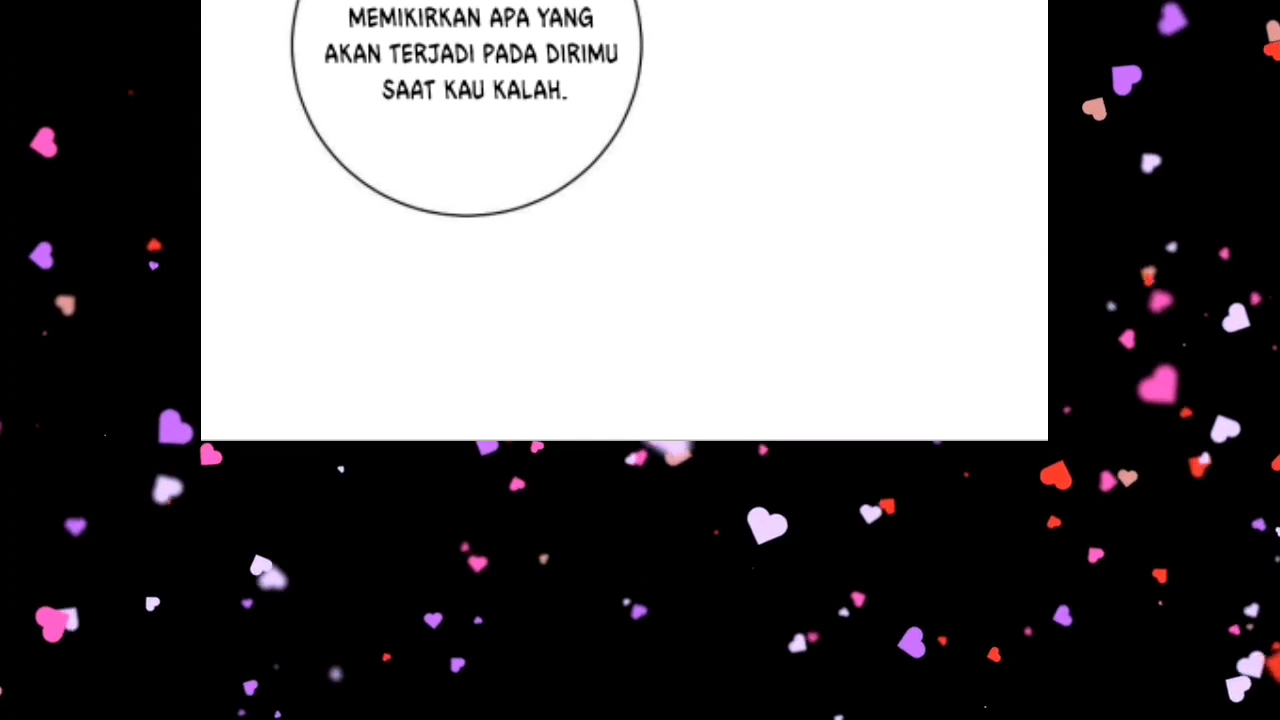 MEMIKIRKAN APA YANG
AKAN TERJADI PADA DIRIMU
SAAT KAU KALAH.